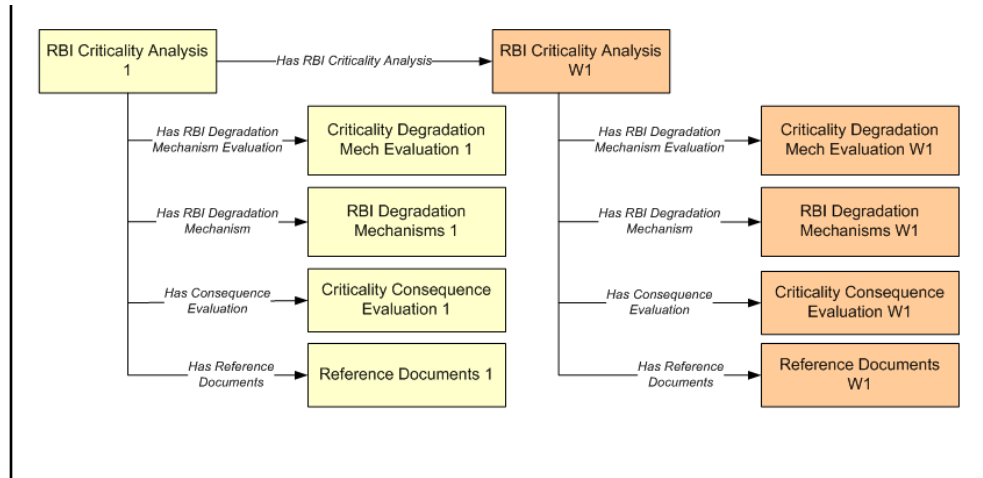 RBI Criticality Analysis
1
Has RBI Criticality Analysis
RBI Criticality Analysis
W1
Has RBI Degradation
Mechanism Evaluation
Criticality Degradation
Mech Evaluation 1
Has RBI Degradation
Mechanism Evaluation
Criticality Degradation
Mech Evaluation W1
Has RBI Degradation
Mechanism
RBI Degradation
Mechanisms 1
Has RBI Degradation
Mechanism
RBI Degradation
Mechanisms W1
Has Consequence
Evaluation
Criticality Consequence
Evaluation 1
Has Consequence
Evaluation
Criticality Consequence
Evaluation W1
Has Reference
Documents
Reference Documents 1
Has Reference
Documents
Reference Documents
W1